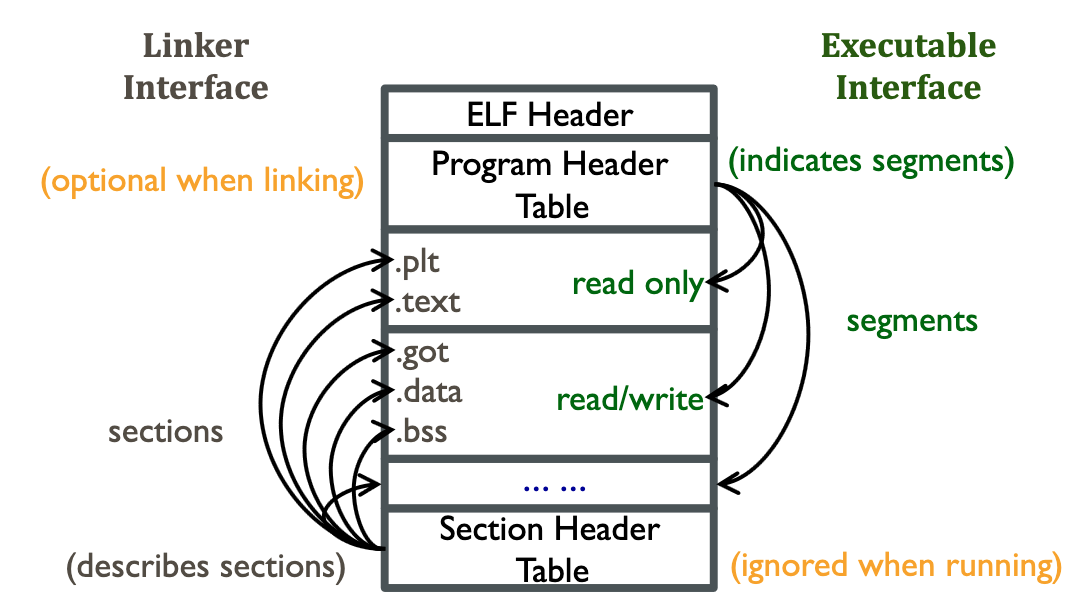 Linker
Interface
Executable
Interface
ELF Header
Program Header
Table
(optional when linking)
(indicates segments)
.plt
.text
read only
segments
.got
.data
.bss
read/write
sections
... ...
Section Header
Table
(describes sections)
(ignored when running)